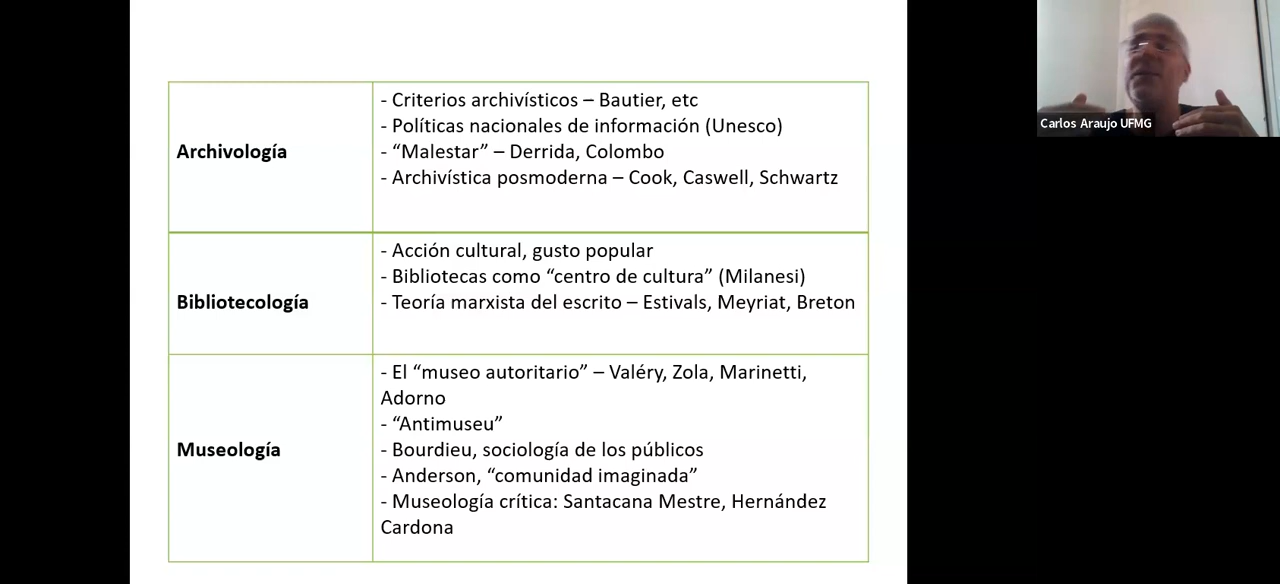 Archivología
- Criterios archivísticos – Bautier, etc
- Políticas nacionales de información (Unesco)
- “Malestar” – Derrida, Colombo
- Archivística posmoderna – Cook, Caswell, Schwartz
Bibliotecología
- Acción cultural, gusto popular
- Bibliotecas como “centro de cultura” (Milanesi)
- Teoría marxista del escrito – Estivals, Meyriat, Breton
Museología
- El “museo autoritario” – Valéry, Zola, Marinetti,
Adorno
- “Antimuseu”
- Bourdieu, sociología de los públicos
- Anderson, “comunidad imaginada”
- Museología crítica: Santacana Mestre, Hernández
Cardona
Carlos Araujo UFMG